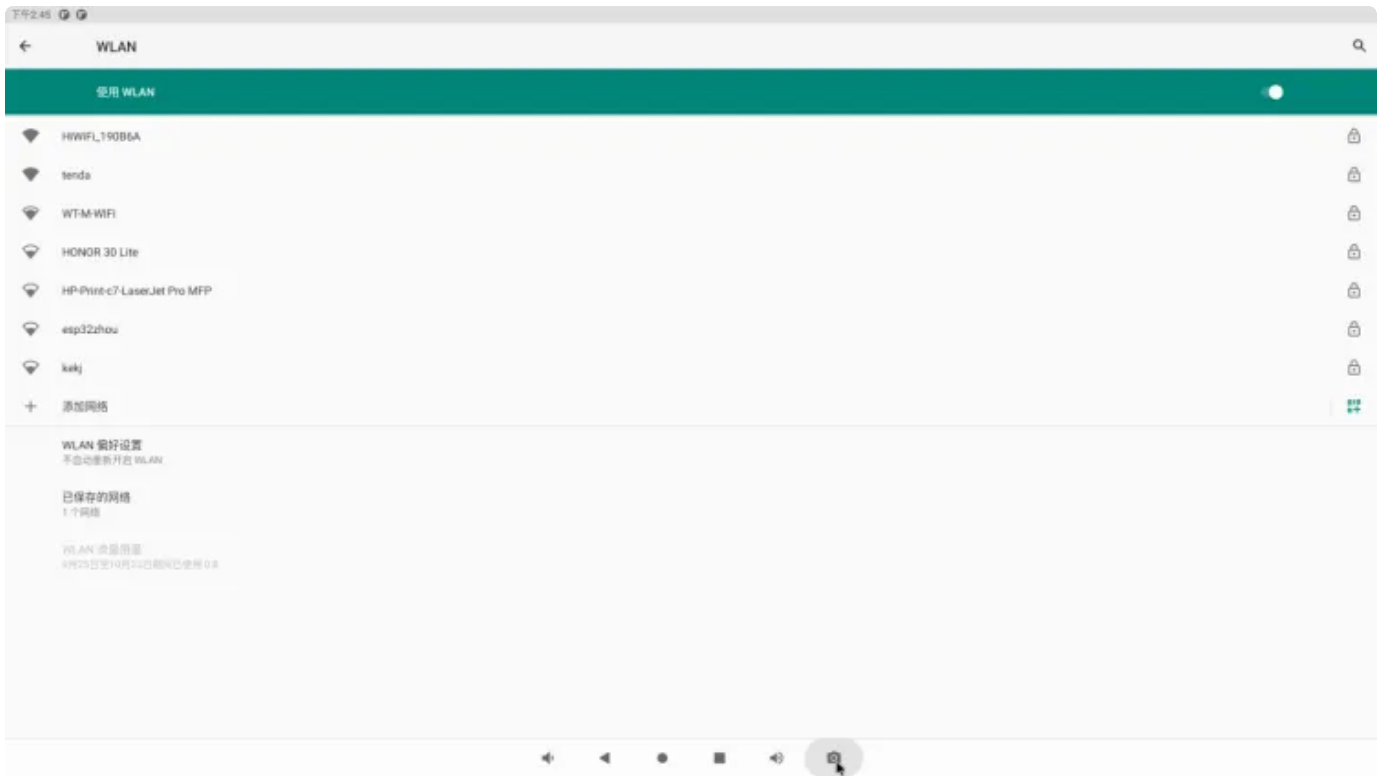 下午2:45
WLAN
使用 WLAN
HiWiFi_190B6A
tenda
WT-M-WIFI
HONOR 30 Lite
HP-Print-c7-LaserJet Pro MFP
esp32zhou
kekj
添加网络
WLAN 偏好设置
不自动重新开启 WLAN
已保存的网络
1 个网络
WLAN 流量用量